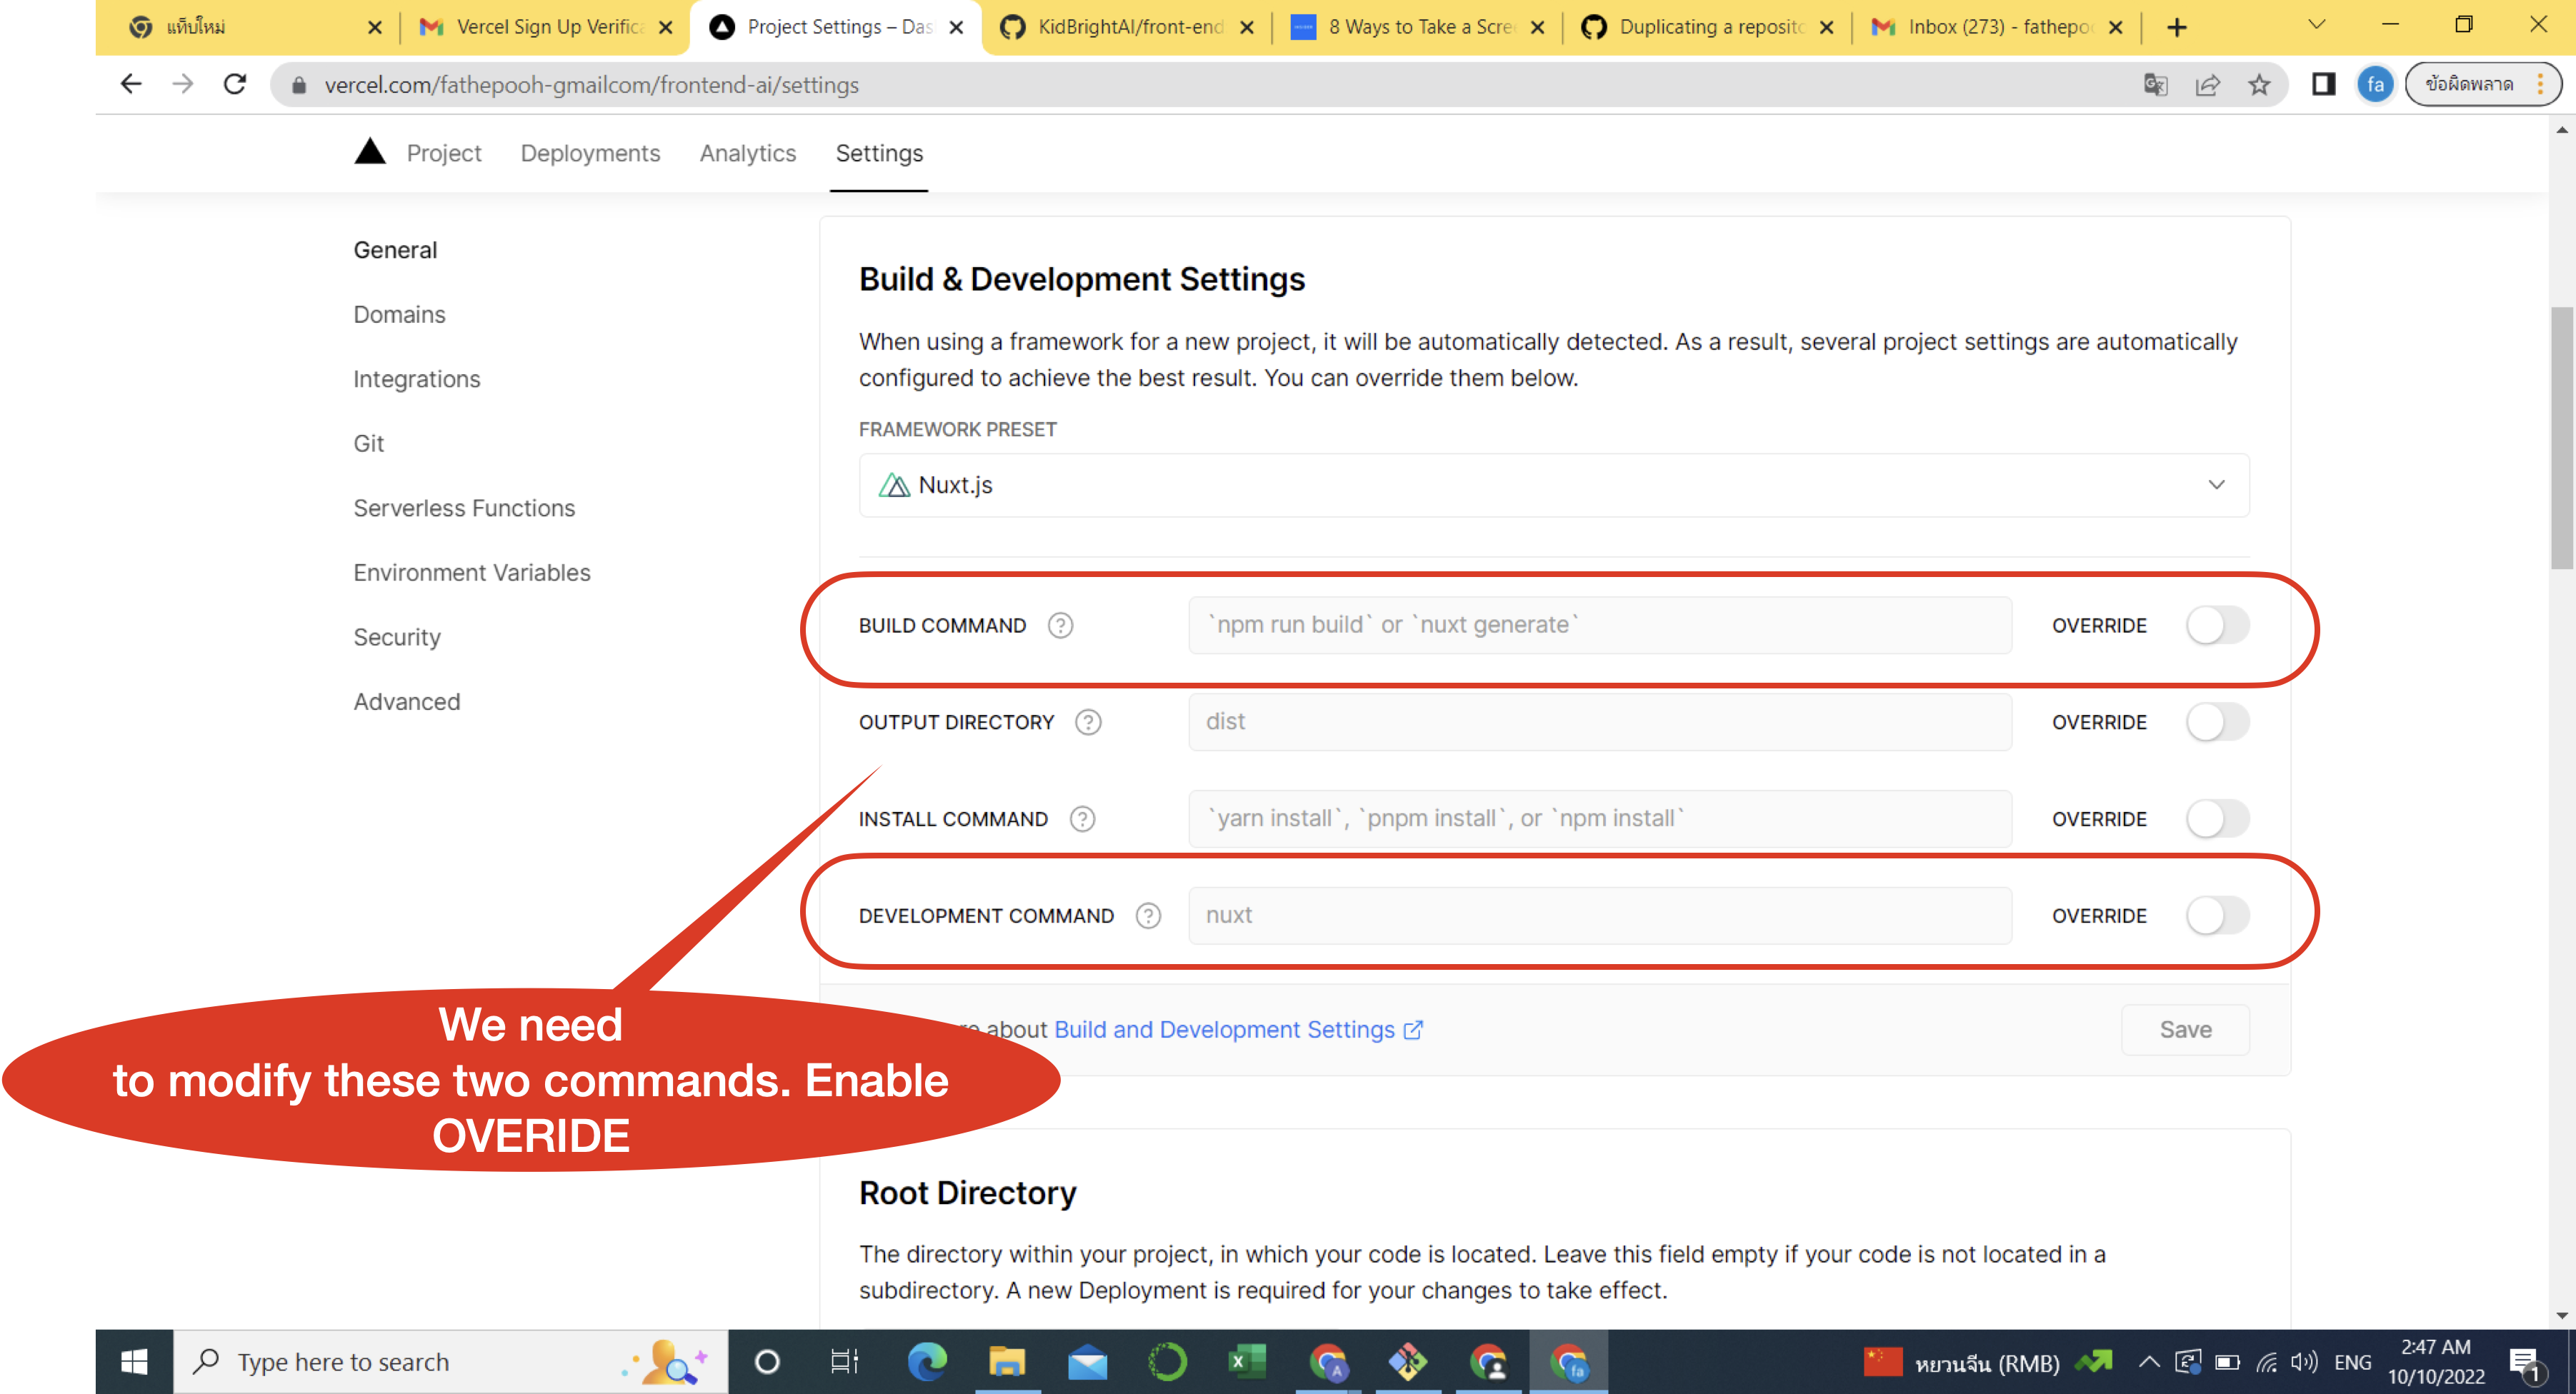 แท็บใหม่
Vercel Sign Up Verifica
Project Settings – Das
KidBrightAI/front-end
8 Ways to Take a Scree
Duplicating a reposito
Inbox (273) - fathepoo
vercel.com/fathepooh-gmailcom/frontend-ai/settings
fa
ข้อผิดพลาด
Project
Deployments
Analytics
Settings
General
Domains
Integrations
Git
Serverless Functions
Environment Variables
Security
Advanced
Build & Development Settings
When using a framework for a new project, it will be automatically detected. As a result, several project settings are automatically
configured to achieve the best result. You can override them below.
FRAMEWORK PRESET
Nuxt.js
BUILD COMMAND ? `npm run build` or `nuxt generate` OVERRIDE
OUTPUT DIRECTORY ? dist OVERRIDE
INSTALL COMMAND ? `yarn install`, `pnpm install`, or `npm install` OVERRIDE
DEVELOPMENT COMMAND ? nuxt OVERRIDE
about Build and Development Settings
Save
We need
to modify these two commands. Enable
OVERIDE
Root Directory
The directory within your project, in which your code is located. Leave this field empty if your code is not located in a
subdirectory. A new Deployment is required for your changes to take effect.
Type here to search
หยวนจีน (RMB)
ENG
2:47 AM
10/10/2022
1